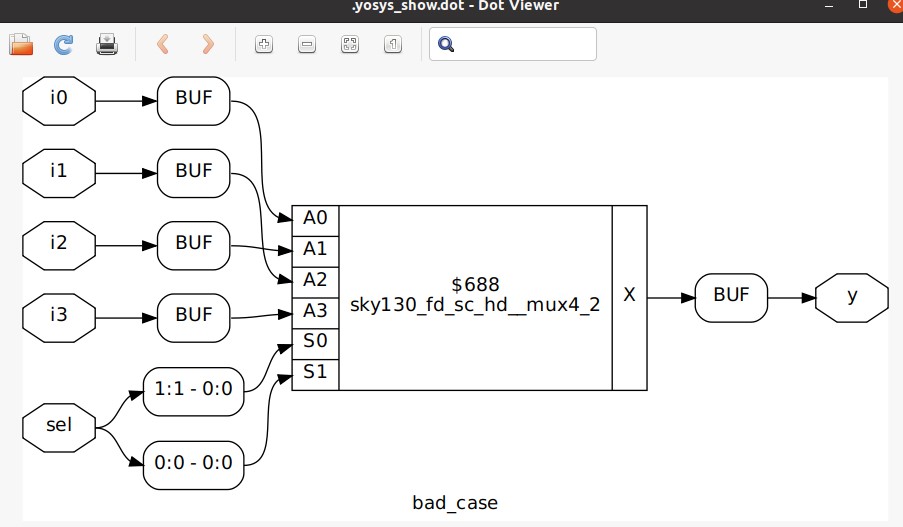 .yosys_show.dot - Dot Viewer
i0
BUF
i1
BUF
i2
BUF
i3
BUF
sel
1:1 - 0:0
0:0 - 0:0
A0
A1
A2
A3
S0
S1
$688
sky130_fd_sc_hd__mux4_2
X
BUF
y
bad_case